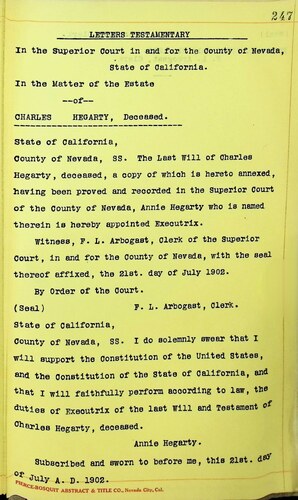 247
LETTERS TESTAMENTARY
In the Superior Court in and for the County of Nevada,
State of California.
In the Matter of the Estate
--of--
CHARLES HEGARTY, Deceased.
State of California,
County of Nevada, SS. The Last Will of Charles
Hegarty, deceased, a copy of which is hereto annexed,
having been proved and recorded in the Superior Court
of the County of Nevada, Annie Hegarty who is named
therein is hereby appointed Executrix.
Witness, F. L. Arbogast, Clerk of the Superior
Court, in and for the County of Nevada, with the seal
thereof affixed, the 21st. day of July 1902.
By Order of the Court.
(Seal) F. L. Arbogast, Clerk.
State of California,
County of Nevada, SS. I do solemnly swear that I
will support the Constitution of the United States,
and the Constitution of the State of California, and
that I will faithfully perform according to law, the
duties of Executrix of the last Will and Testament of
Charles Hegarty, deceased.
Annie Hegarty.
Subscribed and sworn to before me, this 21st. day
of July A. D. 1902.
PIERCE-BOSQUIT ABSTRACT & TITLE CO., Nevada City, Cal.